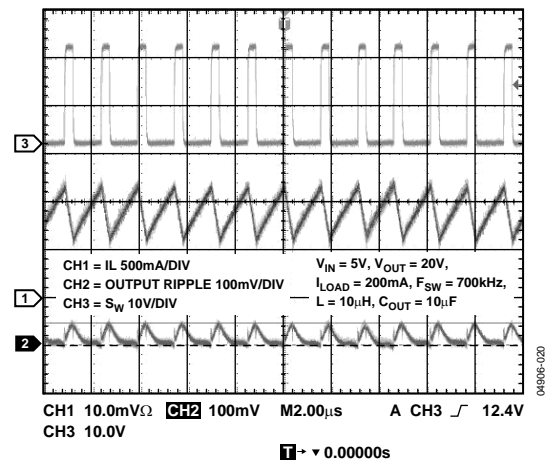 T
3
CH1 = IL 500mA/DIV
CH2 = OUTPUT RIPPLE 100mV/DIV
CH3 = SW 10V/DIV
VIN = 5V, VOUT = 20V,
ILOAD = 200mA, FSW = 700kHz,
L = 10µH, COUT = 10µF
1
2
CH1 10.0mVΩ CH2 100mV M2.00µs A CH3 12.4V
CH3 10.0V
T → ▼ 0.00000s
04906-020